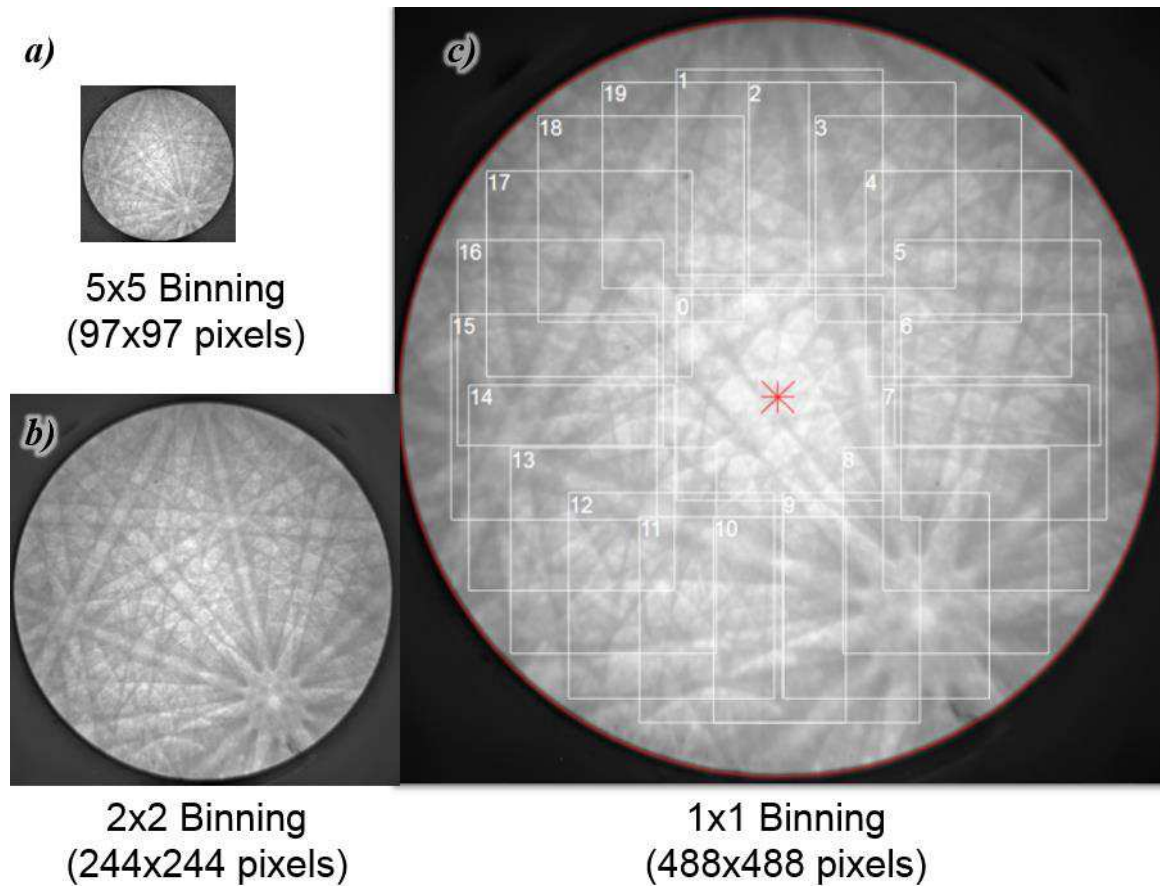 a)
5x5 Binning
(97x97 pixels)
b)
2x2 Binning
(244x244 pixels)
c)
1
2
19
3
18
4
17
5
16
0
15
6
14
7
13
8
12
9
11
10
1x1 Binning
(488x488 pixels)